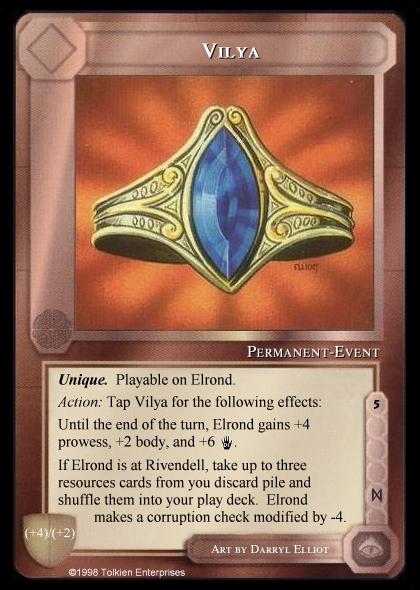 VILYA
ELLIOTT
PERMANENT-EVENT
Unique. Playable on Elrond.
Action: Tap Vilya for the following effects:
Until the end of the turn, Elrond gains +4
prowess, +2 body, and +6 .
If Elrond is at Rivendell, take up to three
resources cards from you discard pile and
shuffle them into your play deck. Elrond
makes a corruption check modified by -4.
5
(+4)/(+2)
ART BY DARRYL ELLIOT
©1998 Tolkien Enterprises